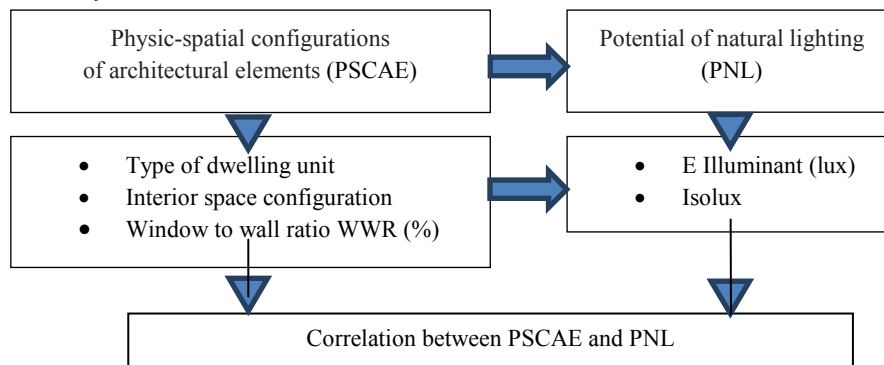 Physic-spatial configurations
of architectural elements (PSCAE)
Potential of natural lighting
(PNL)
• Type of dwelling unit
• Interior space configuration
• Window to wall ratio WWR (%)
• E Illuminant (lux)
• Isolux
Correlation between PSCAE and PNL